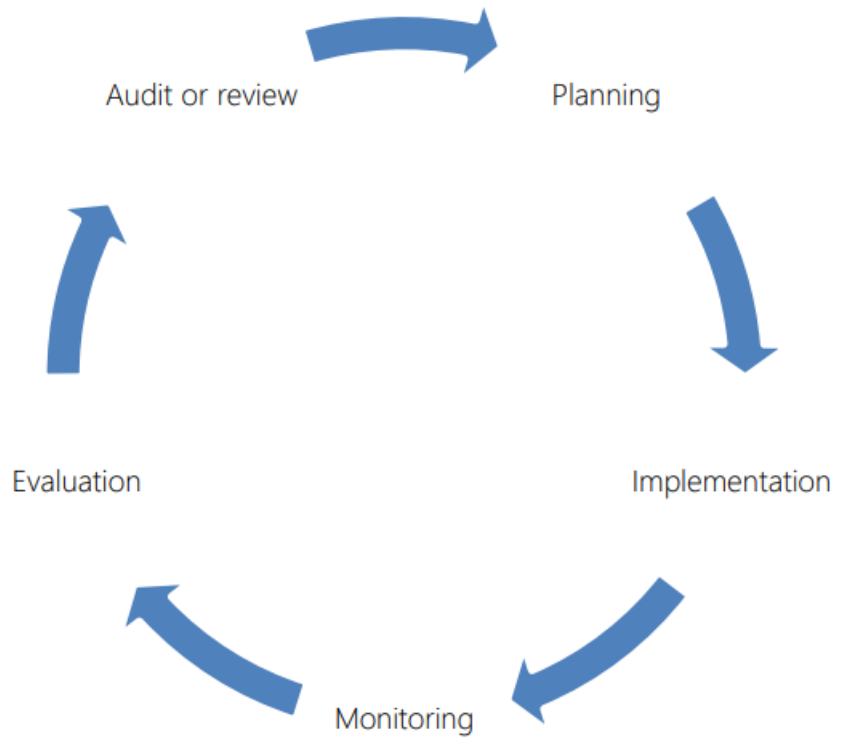 Audit or review
Planning
Evaluation
Implementation
Monitoring